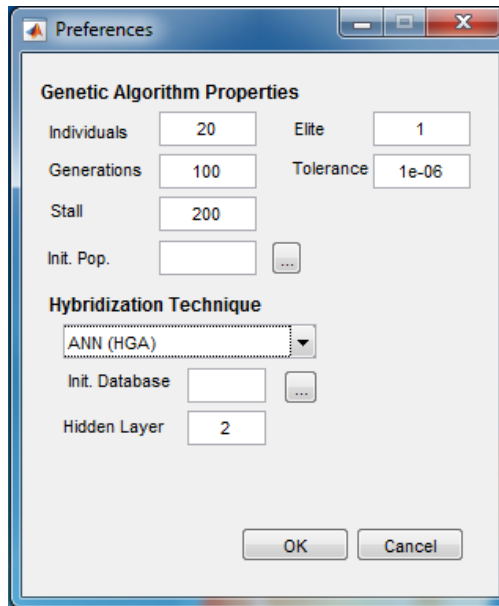 Preferences
Genetic Algorithm Properties
Individuals 20 Elite 1
Generations 100 Tolerance 1e-06
Stall 200
Init. Pop. ...
Hybridization Technique
ANN (HGA)
Init. Database ...
Hidden Layer 2
OK Cancel